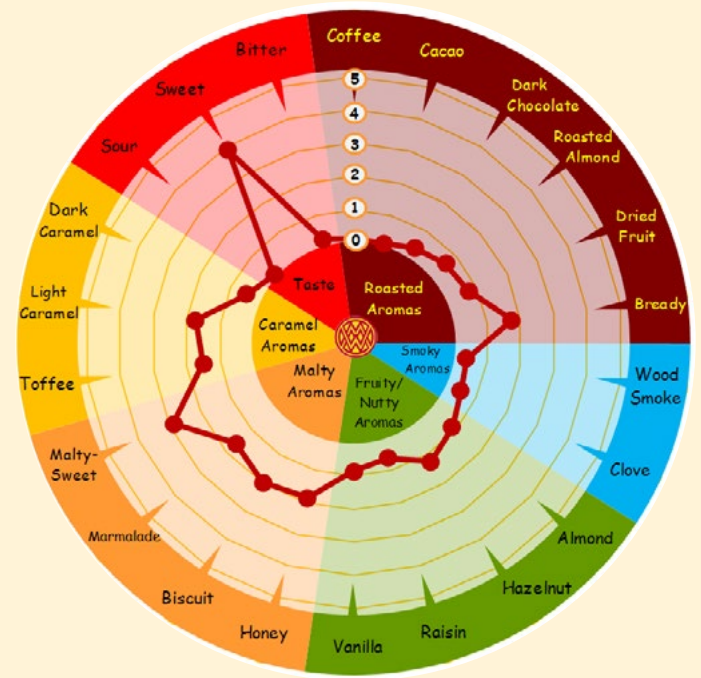 Coffee
Cacao
Dark
Chocolate
Roasted
Almond
Dried
Fruit
Bready
Wood
Smoke
Clove
Almond
Hazelnut
Raisin
Vanilla
Honey
Biscuit
Marmalade
Malty-
Sweet
Toffee
Light
Caramel
Dark
Caramel
Sour
Sweet
Bitter
5
4
3
2
1
0
Taste
Roasted
Aromas
Smoky
Aromas
Fruity/
Nutty
Aromas
Malty
Aromas
Caramel
Aromas